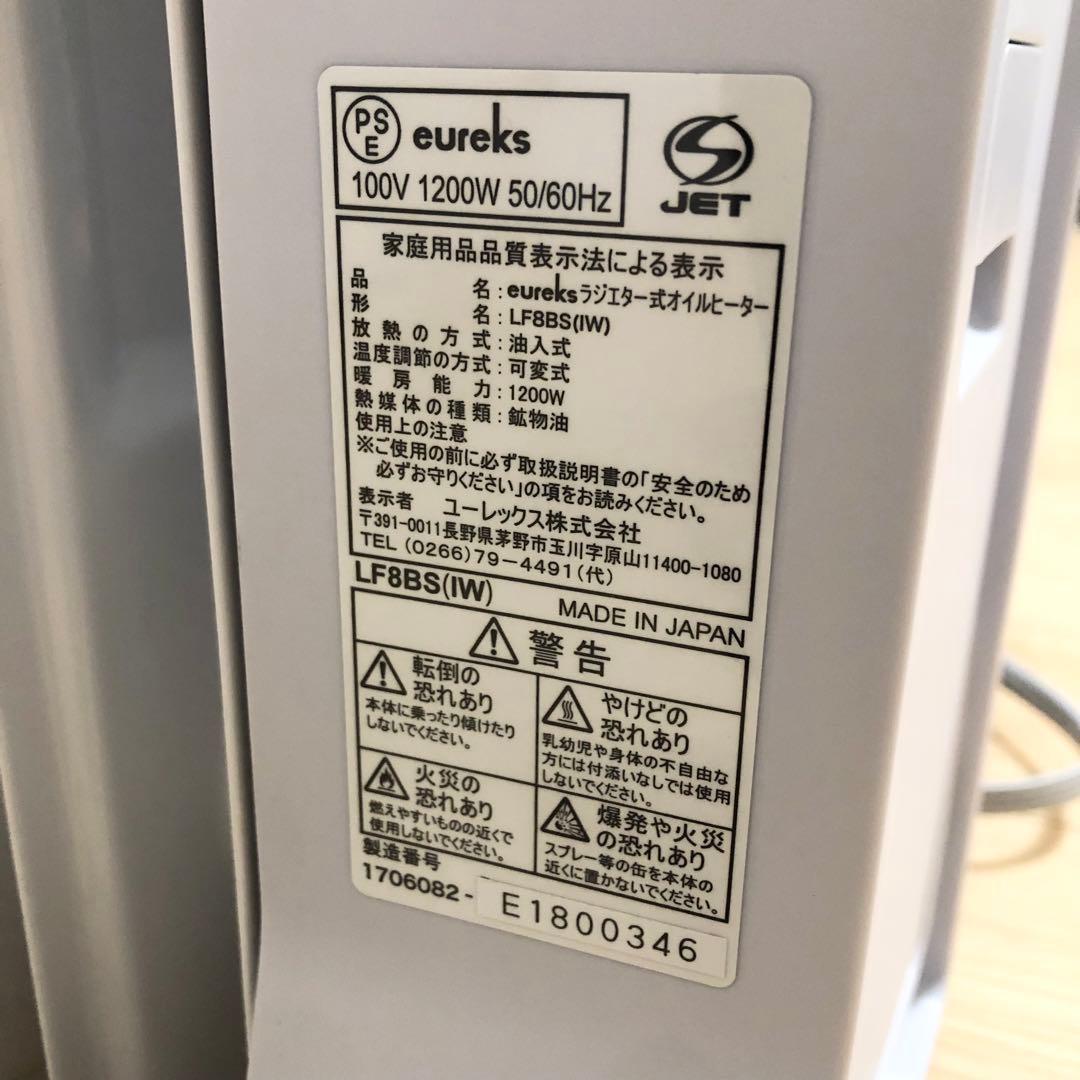 PSE eureks
100V 1200W 50/60Hz
JET
家庭用品品質表示法による表示
品名：eureksラジエター式オイルヒーター
形名：LF8BS(IW)
放熱の方式：油入式
温度調節の方式：可変式
暖房能力：1200W
熱媒体の種類：鉱物油
使用上の注意
※ご使用の前に必ず取扱説明書の「安全のため
必ずお守りください」の項をお読みください。
表示者 ユーレックス株式会社
〒391-0011長野県茅野市玉川字原山11400-1080
TEL (0266)79-4491(代)
LF8BS(IW) MADE IN JAPAN
警告
転倒の
恐れあり
本体に乗ったり傾けたり
しないでください。
やけどの
恐れあり
乳幼児や身体の不自由な
方には付添いなしでは使用
しないでください。
火災の
恐れあり
燃えやすいものの近くで
使用しないでください。
爆発や火災
の恐れあり
スプレー等の缶を本体の
近くに置かないでください。
製造番号
1706082- E1800346